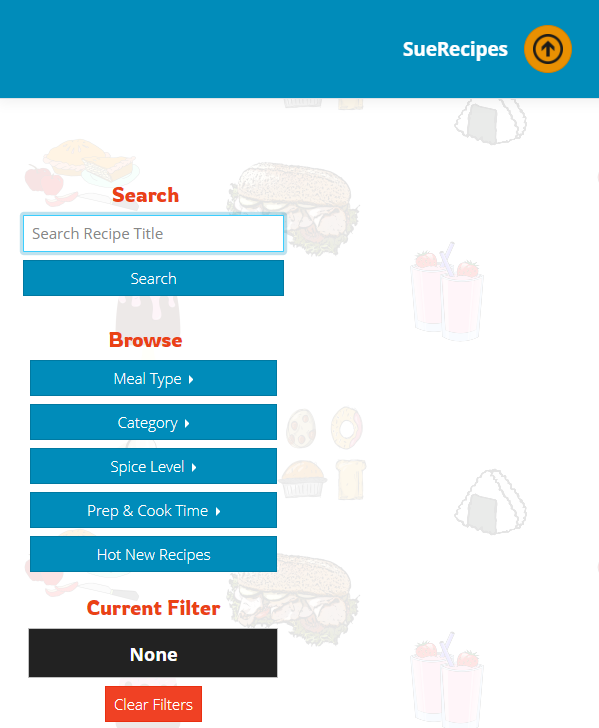 SueRecipes
Search
Search Recipe Title
Search
Browse
Meal Type
Category
Spice Level
Prep & Cook Time
Hot New Recipes
Current Filter
None
Clear Filters